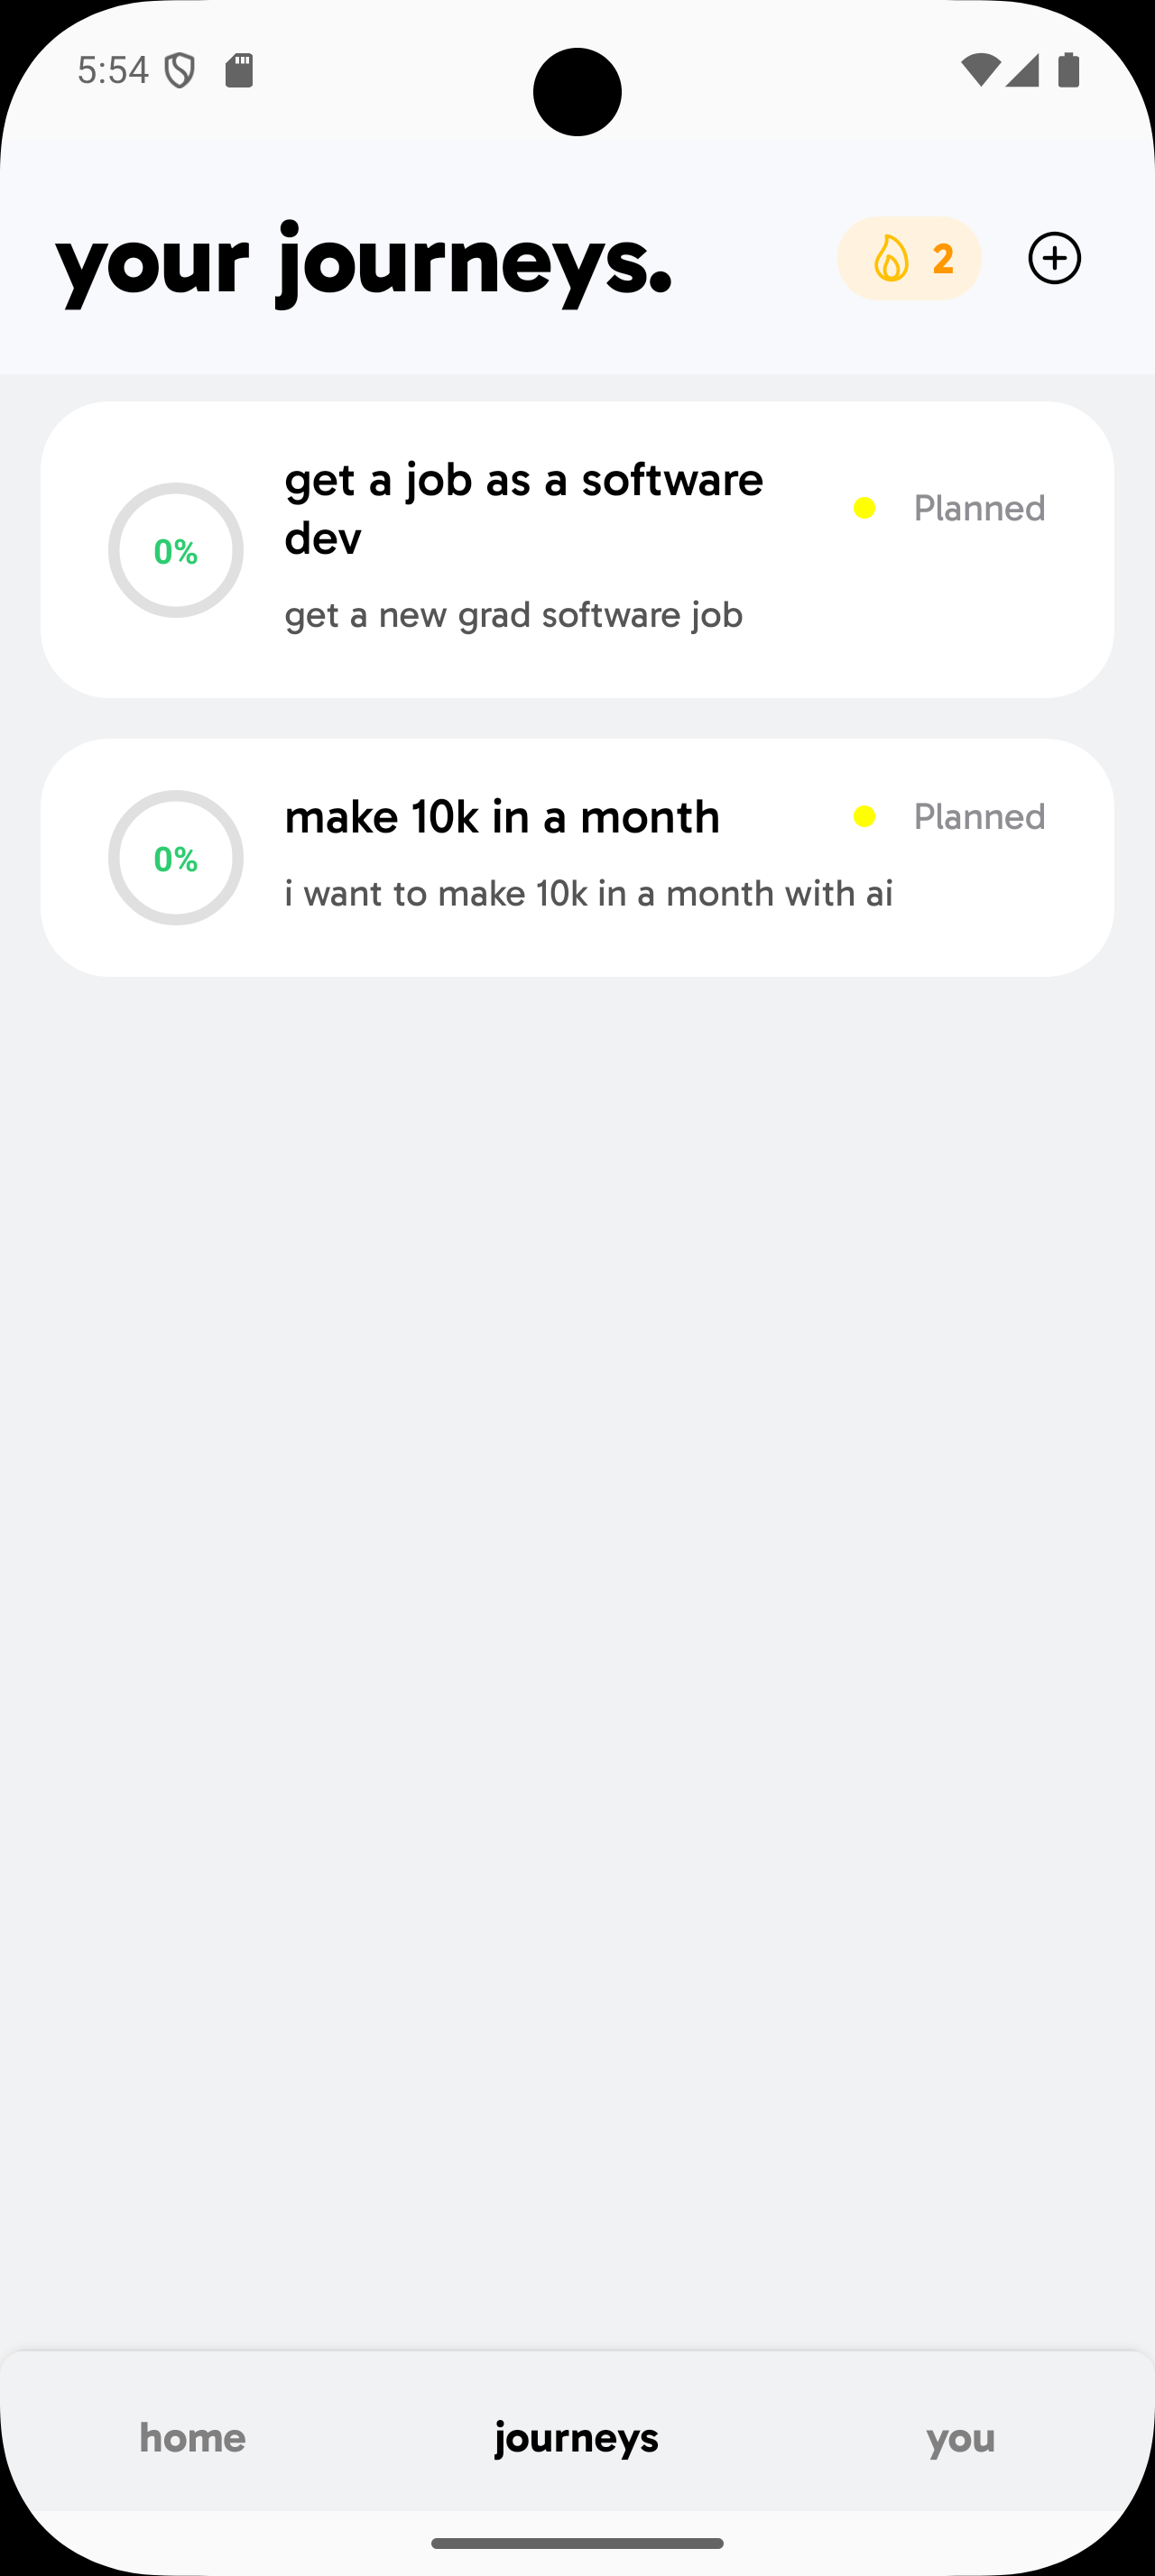 5:54
your journeys.
2
get a job as a software
dev
Planned
0%
get a new grad software job
make 10k in a month
Planned
0%
i want to make 10k in a month with ai
home
journeys
you